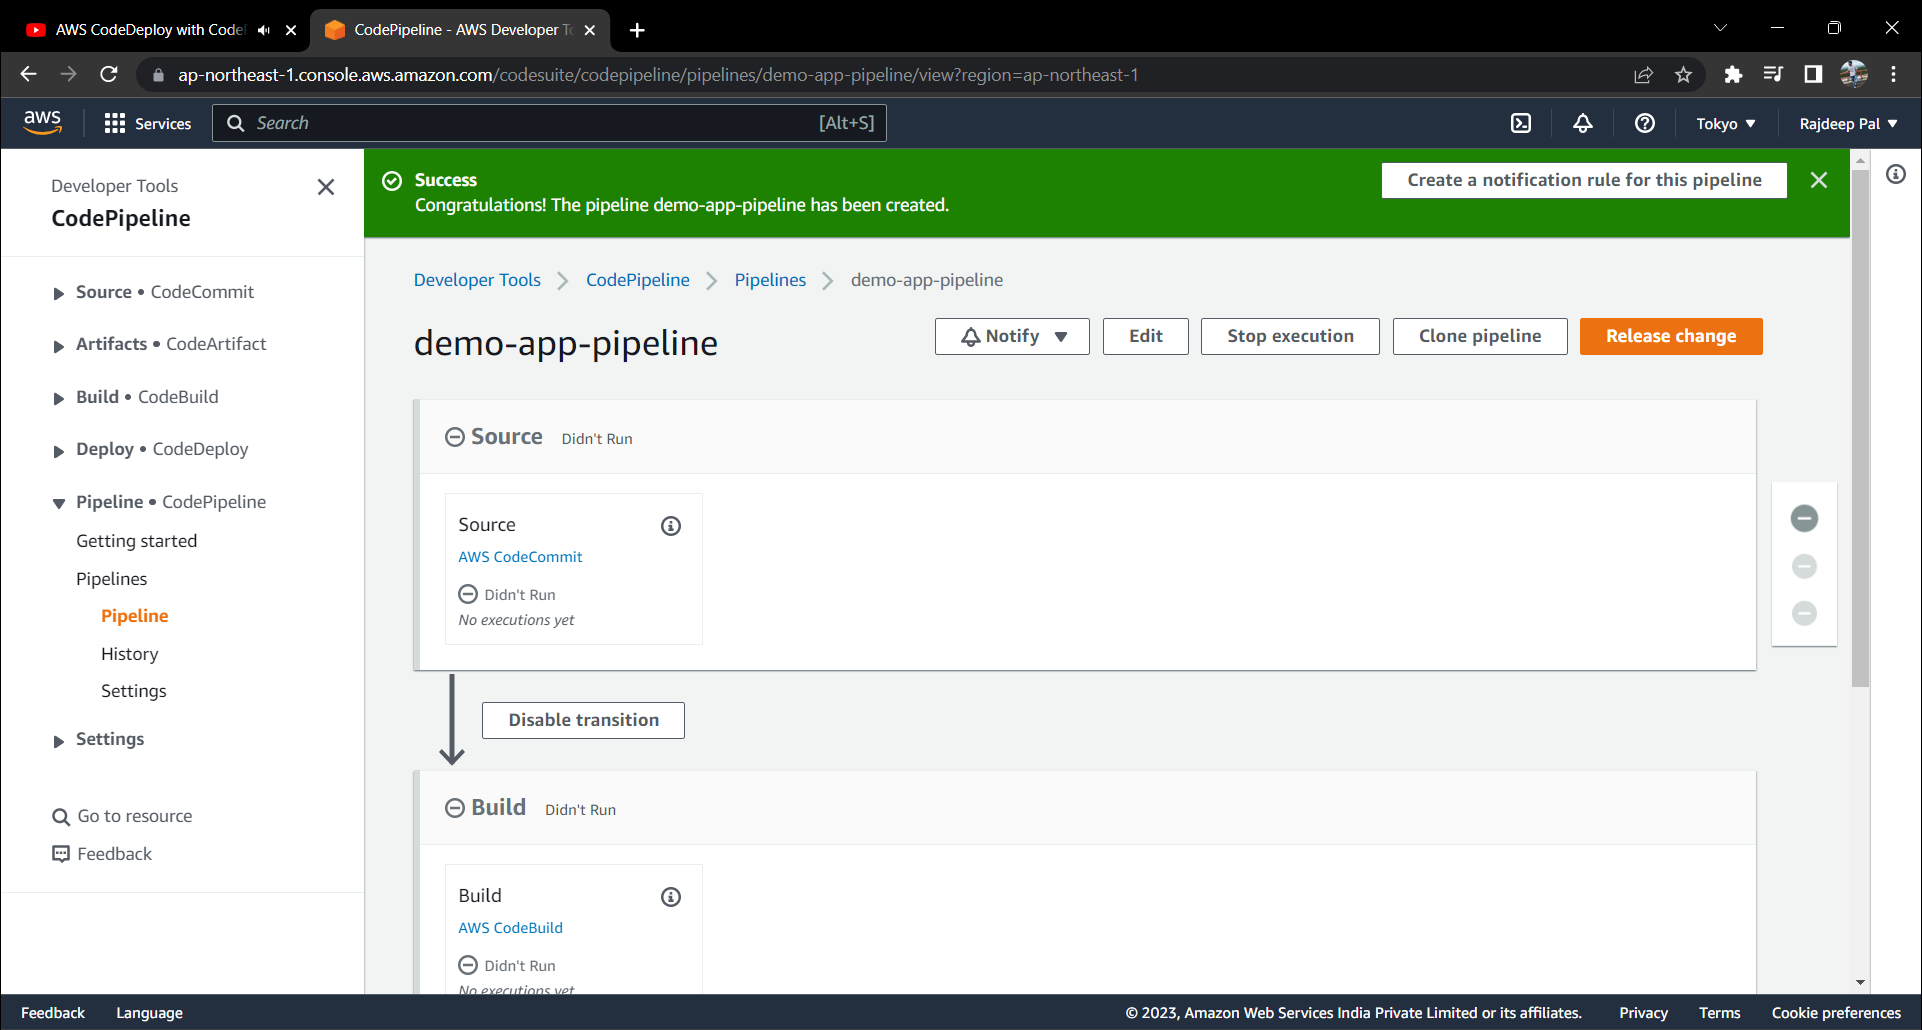 AWS CodeDeploy with Code
CodePipeline - AWS Developer To
ap-northeast-1.console.aws.amazon.com/codesuite/codepipeline/pipelines/demo-app-pipeline/view?region=ap-northeast-1
aws
Services
Search
[Alt+S]
Tokyo
Rajdeep Pal
Developer Tools
CodePipeline
Source • CodeCommit
Artifacts • CodeArtifact
Build • CodeBuild
Deploy • CodeDeploy
Pipeline • CodePipeline
Getting started
Pipelines
Pipeline
History
Settings
Settings
Go to resource
Feedback
Success
Congratulations! The pipeline demo-app-pipeline has been created.
Create a notification rule for this pipeline
Developer Tools
CodePipeline
Pipelines
demo-app-pipeline
demo-app-pipeline
Notify
Edit
Stop execution
Clone pipeline
Release change
Source Didn't Run
Source
AWS CodeCommit
Didn't Run
No executions yet
Disable transition
Build Didn't Run
Build
AWS CodeBuild
Didn't Run
No executions yet
Feedback
Language
© 2023, Amazon Web Services India Private Limited or its affiliates.
Privacy
Terms
Cookie preferences